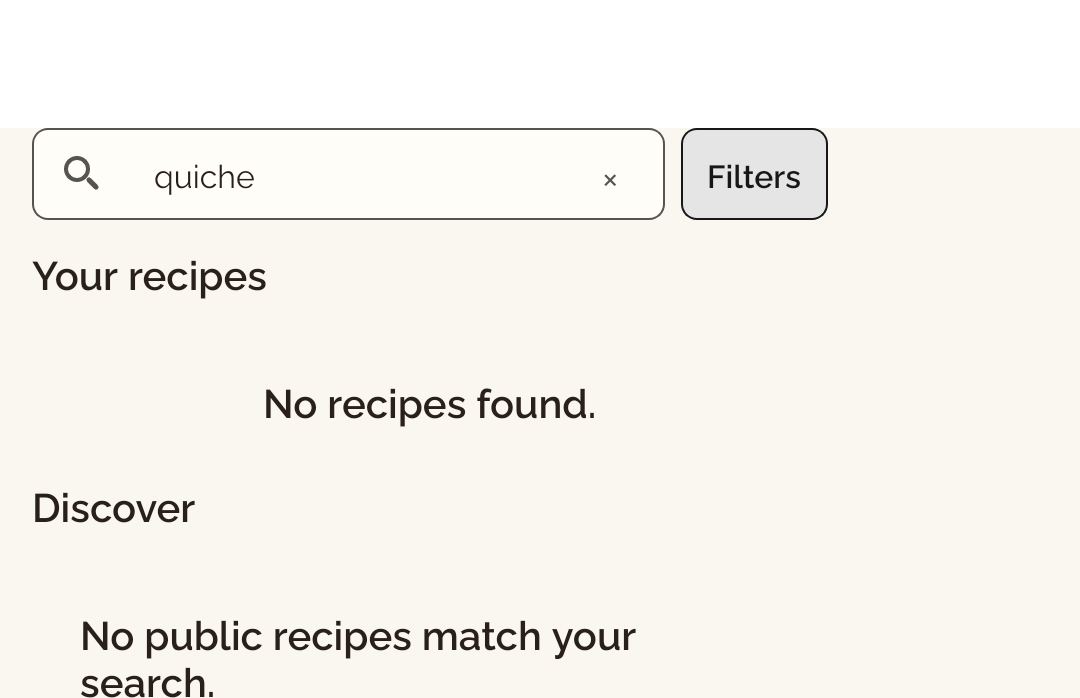 quiche
×
Filters
Your recipes
No recipes found.
Discover
No public recipes match your
search.